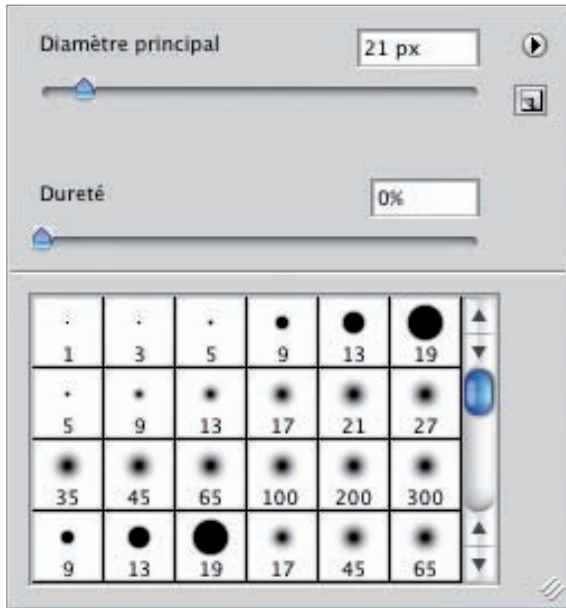 Diamètre principal 21 px
Dureté 0%
1 3 5 9 13 19
5 9 13 17 21 27
35 45 65 100 200 300
9 13 19 17 45 65